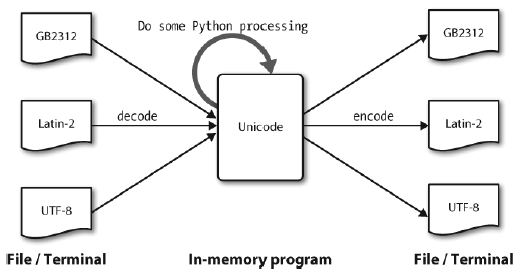 Do some Python processing
GB2312
GB2312
Latin-2
decode
Unicode
encode
Latin-2
UTF-8
UTF-8
File / Terminal
In-memory program
File / Terminal